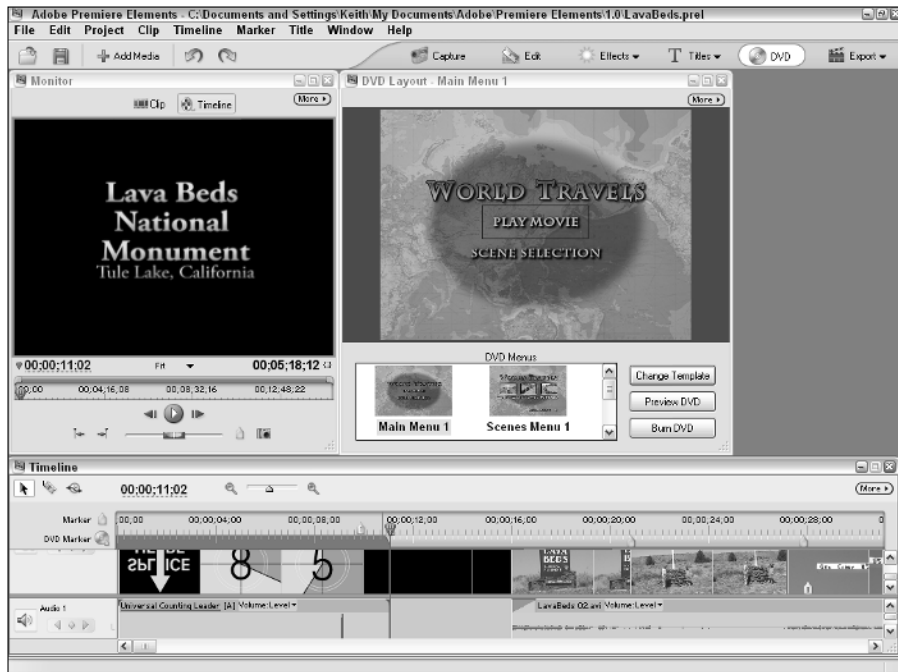 Adobe Premiere Elements - C:\Documents and Settings\Keith\My Documents\Adobe\Premiere Elements\1.0\LavaBeds.prel
File Edit Project Clip Timeline Marker Title Window Help
Add Media Capture Edit Effects Titles DVD Export
Monitor
Clip Timeline More
Lava Beds
National
Monument
Tule Lake, California
00;00;11;02 Fit 00;05;18;12
00;00 00;04;16;08 00;08;32;16 00;12;48;22
DVD Layout - Main Menu 1
More
WORLD TRAVELS
PLAY MOVIE
SCENE SELECTION
DVD Menus
Main Menu 1 Scenes Menu 1
Change Template
Preview DVD
Burn DVD
Timeline
00;00;11;02 More
Marker ;00;00 00;00;04;00 00;00;08;00 00;00;12;00 00;00;16;00 00;00;20;00 00;00;24;00 00;00;28;00 0
DVD Marker
8 5
LAVA
BEDS
Audio 1
Universal Counting Leader [A] Volume:Level
LavaBeds 02.avi Volume:Level